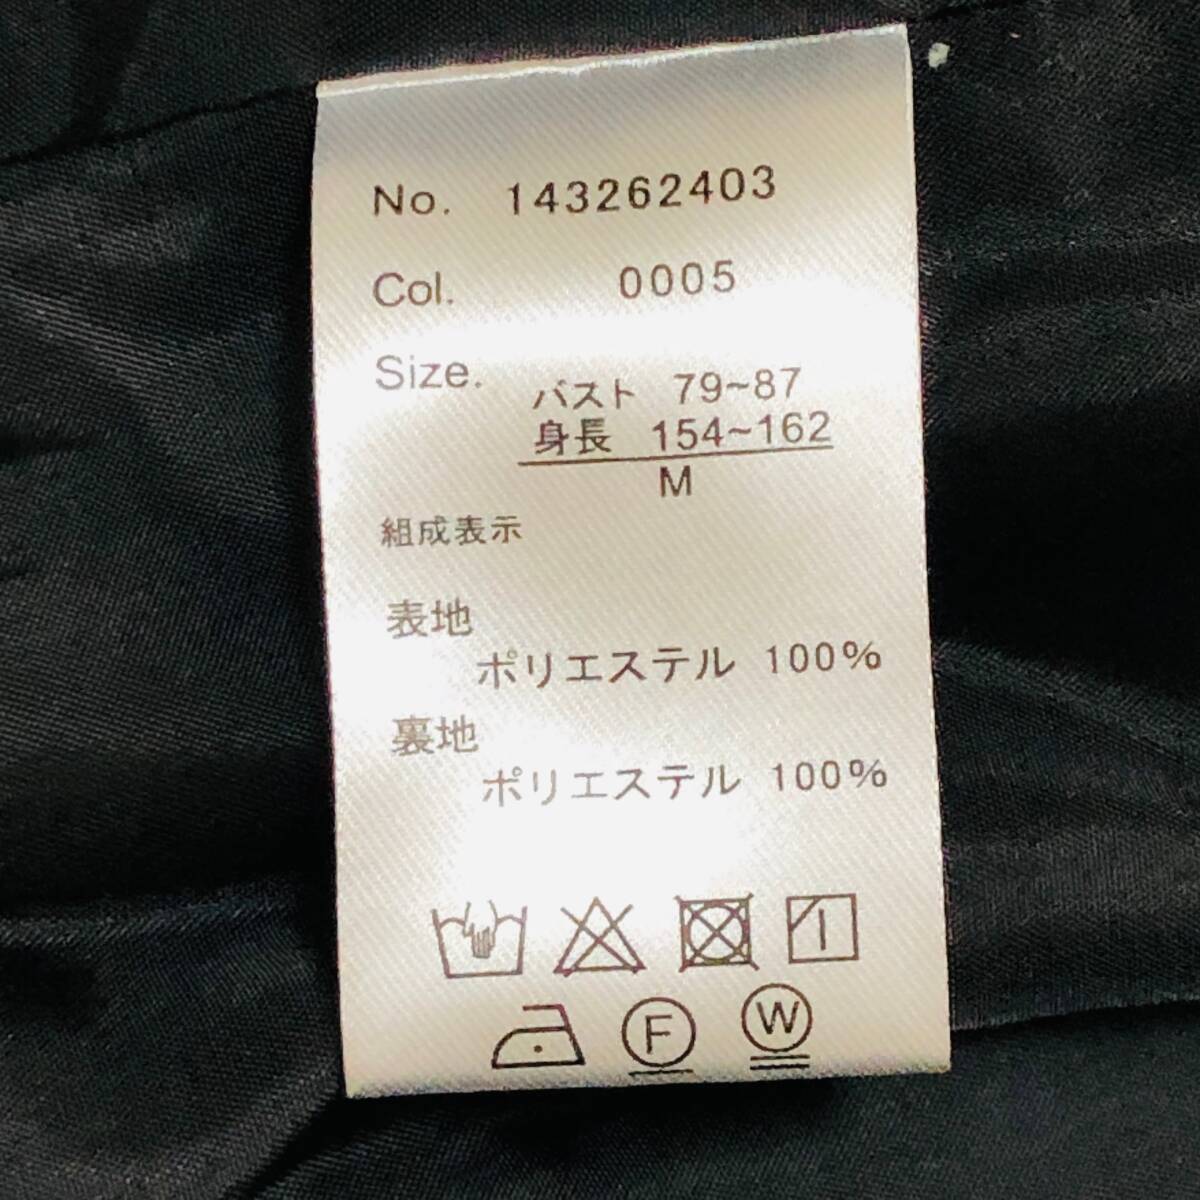 No. 143262403
Col. 0005
Size.
バスト 79~87
身長 154~162
M
組成表示
表地
ポリエステル 100%
裏地
ポリエステル 100%
F W